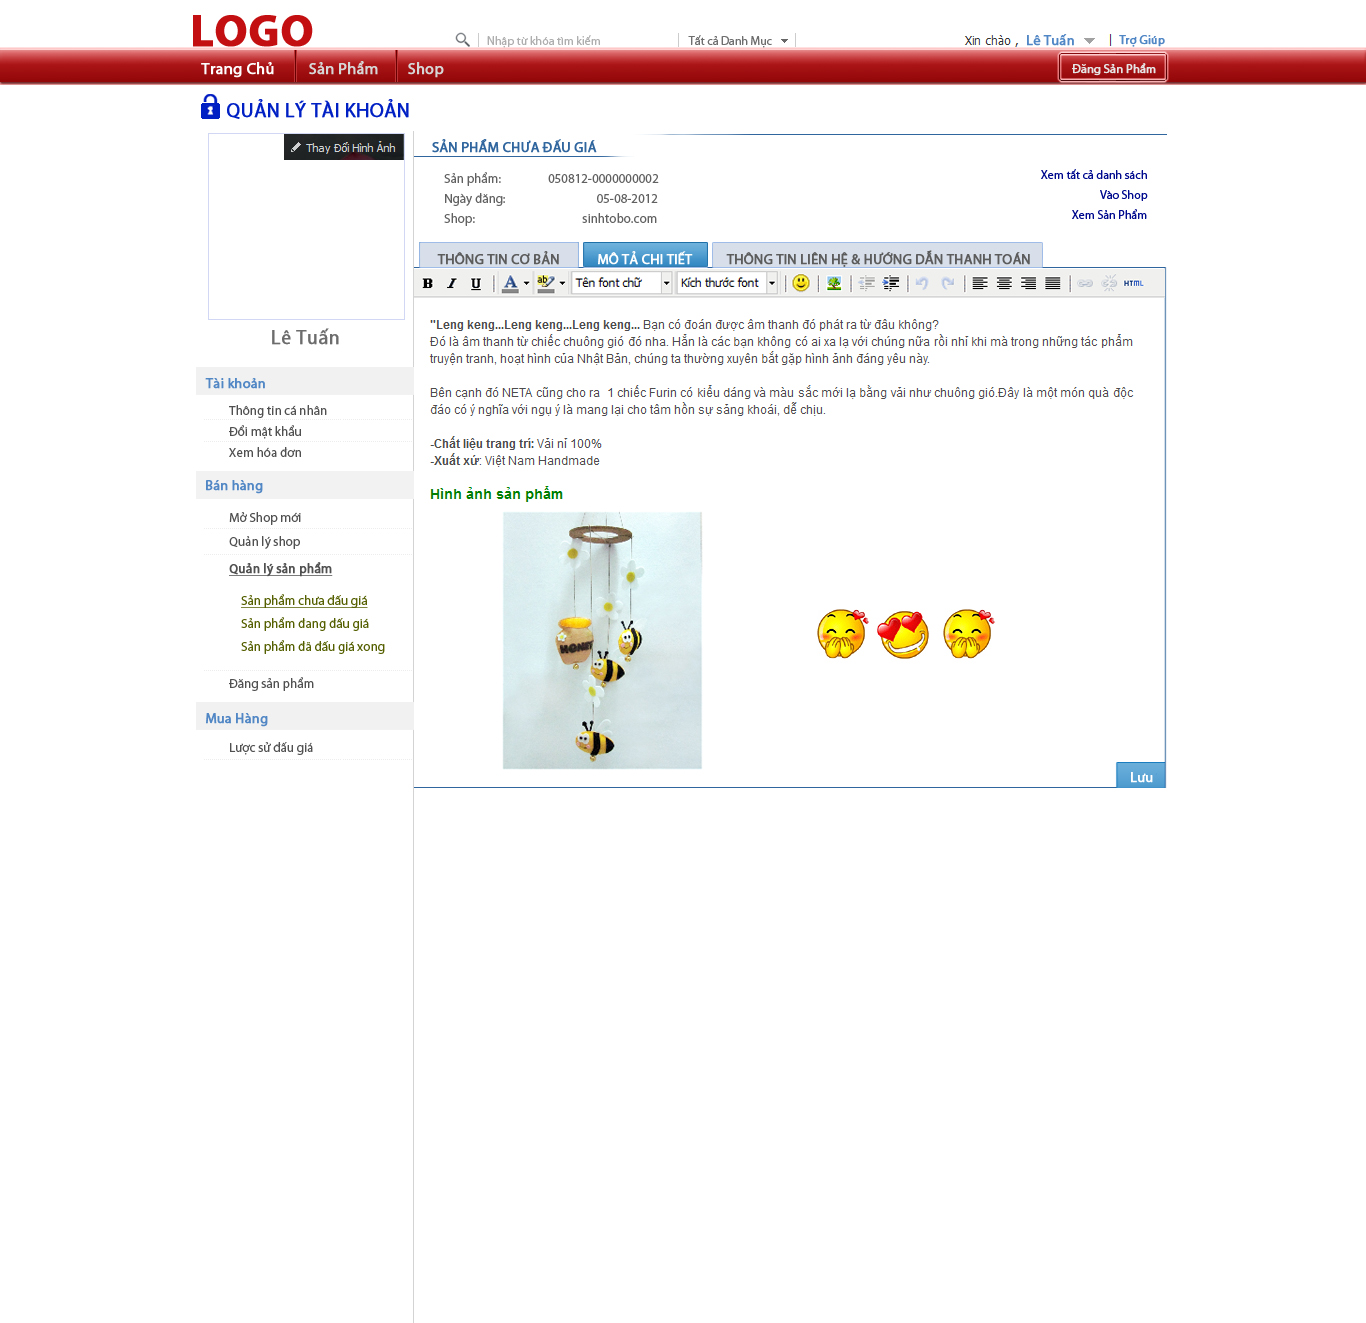 LOGO
Nhập từ khóa tìm kiếm
Tất cả Danh Mục
Xin chào , Lê Tuấn
Trợ Giúp
Trang Chủ
Sản Phẩm
Shop
Đăng Sản Phẩm
QUẢN LÝ TÀI KHOẢN
Thay Đổi Hình Ảnh
Lê Tuấn
Tài khoản
Thông tin cá nhân
Đổi mật khẩu
Xem hóa đơn
Bán hàng
Mở Shop mới
Quản lý shop
Quản lý sản phẩm
Sản phẩm chưa đấu giá
Sản phẩm đang đấu giá
Sản phẩm đã đấu giá xong
Đăng sản phẩm
Mua Hàng
Lược sử đấu giá
SẢN PHẨM CHƯA ĐẤU GIÁ
Sản phẩm: 050812-0000000002
Ngày đăng: 05-08-2012
Shop: sinhtobo.com
Xem tất cả danh sách
Vào Shop
Xem Sản Phẩm
THÔNG TIN CƠ BẢN
MÔ TẢ CHI TIẾT
THÔNG TIN LIÊN HỆ & HƯỚNG DẪN THANH TOÁN
B I U A ab Tên font chữ Kích thước font HTML
"Leng keng...Leng keng...Leng keng... Bạn có đoán được âm thanh đó phát ra từ đâu không?
Đó là âm thanh từ chiếc chuông gió đó nha. Hẳn là các bạn không có ai xa lạ với chúng nữa rồi nhỉ khi mà trong những tác phẩm
truyện tranh, hoạt hình của Nhật Bản, chúng ta thường xuyên bắt gặp hình ảnh đáng yêu này.
Bên cạnh đó NETA cũng cho ra 1 chiếc Furin có kiểu dáng và màu sắc mới lạ bằng vải như chuông gió.Đây là một món quà độc
đáo có ý nghĩa với ngụ ý là mang lại cho tâm hồn sự sảng khoái, dễ chịu.
-Chất liệu trang trí: Vải nỉ 100%
-Xuất xứ: Việt Nam Handmade
Hình ảnh sản phẩm
HONEY
Lưu